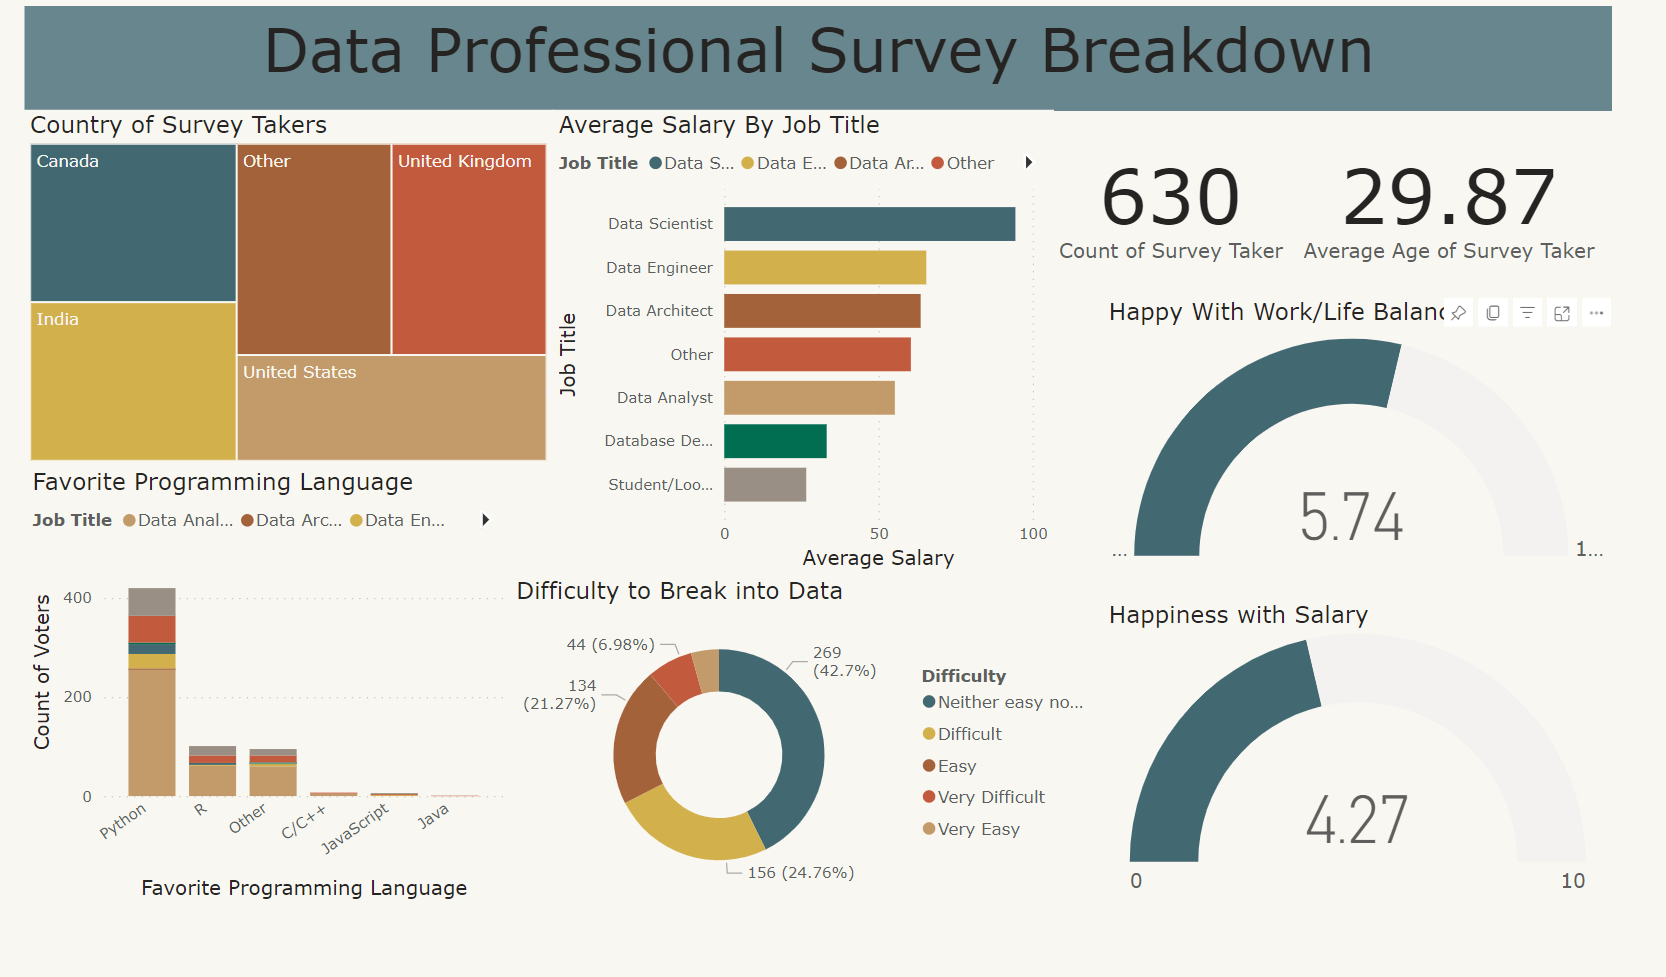 Data Professional Survey Breakdown
Country of Survey Takers
Canada
Other
United Kingdom
India
United States
Average Salary By Job Title
Job Title Data S... Data E... Data Ar... Other
Job Title
Data Scientist
Data Engineer
Data Architect
Other
Data Analyst
Database De...
Student/Loo...
0 50 100
Average Salary
630
Count of Survey Taker
29.87
Average Age of Survey Taker
Happy With Work/Life Balanc
5.74
... 1...
Favorite Programming Language
Job Title Data Anal... Data Arc... Data En...
Count of Voters
400
200
0
Python R Other C/C++ JavaScript Java
Favorite Programming Language
Difficulty to Break into Data
44 (6.98%)
269
(42.7%)
134
(21.27%)
156 (24.76%)
Difficulty
Neither easy no...
Difficult
Easy
Very Difficult
Very Easy
Happiness with Salary
4.27
0 10